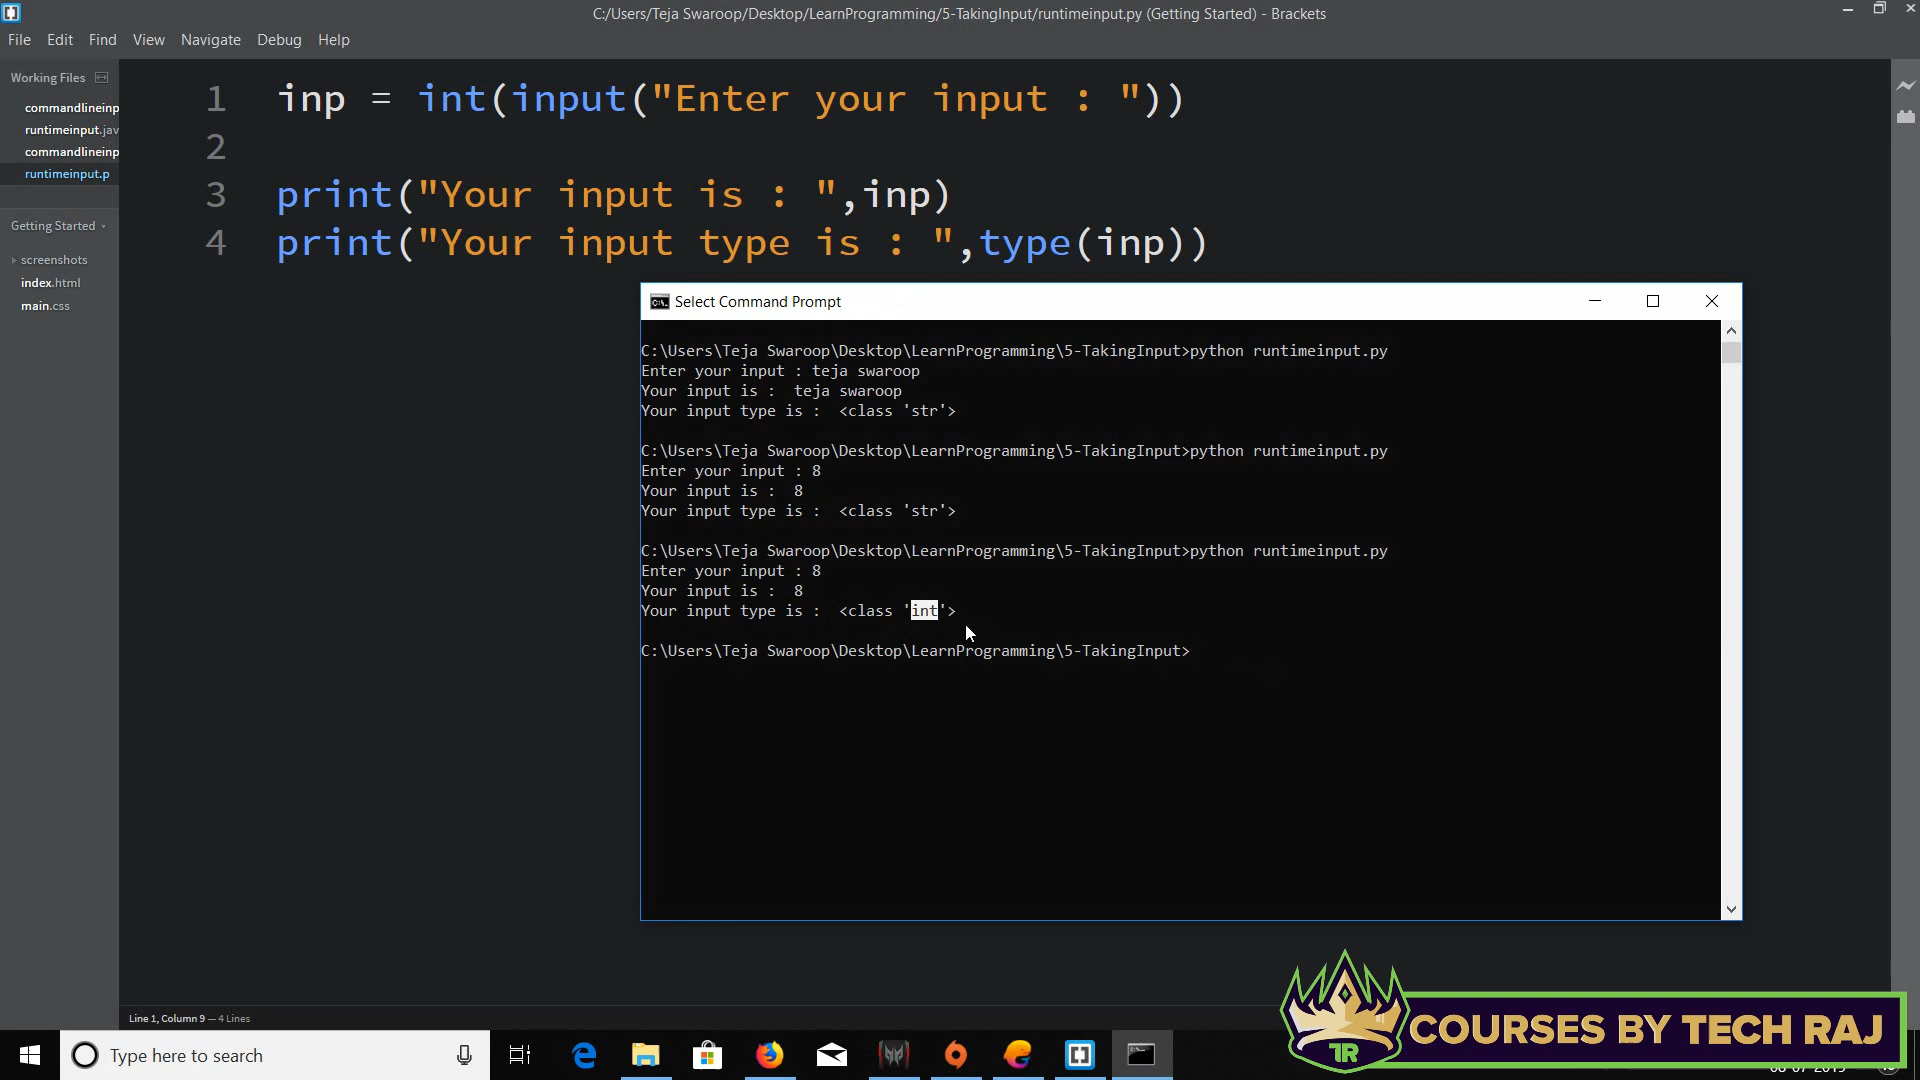 C:/Users/Teja Swaroop/Desktop/LearnProgramming/5-TakingInput/runtimeinput.py (Getting Started) - Brackets
File Edit Find View Navigate Debug Help
Working Files
commandlineinp
runtimeinput.jav
commandlineinp
runtimeinput.p
Getting Started
screenshots
index.html
main.css
1 inp = int(input("Enter your input : "))
2
3 print("Your input is : ",inp)
4 print("Your input type is : ",type(inp))
Select Command Prompt
C:\Users\Teja Swaroop\Desktop\LearnProgramming\5-TakingInput>python runtimeinput.py
Enter your input : teja swaroop
Your input is :  teja swaroop
Your input type is :  <class 'str'>
C:\Users\Teja Swaroop\Desktop\LearnProgramming\5-TakingInput>python runtimeinput.py
Enter your input : 8
Your input is :  8
Your input type is :  <class 'str'>
C:\Users\Teja Swaroop\Desktop\LearnProgramming\5-TakingInput>python runtimeinput.py
Enter your input : 8
Your input is :  8
Your input type is :  <class 'int'>
C:\Users\Teja Swaroop\Desktop\LearnProgramming\5-TakingInput>
Line 1, Column 9 — 4 Lines
TR
COURSES BY TECH RAJ
Type here to search